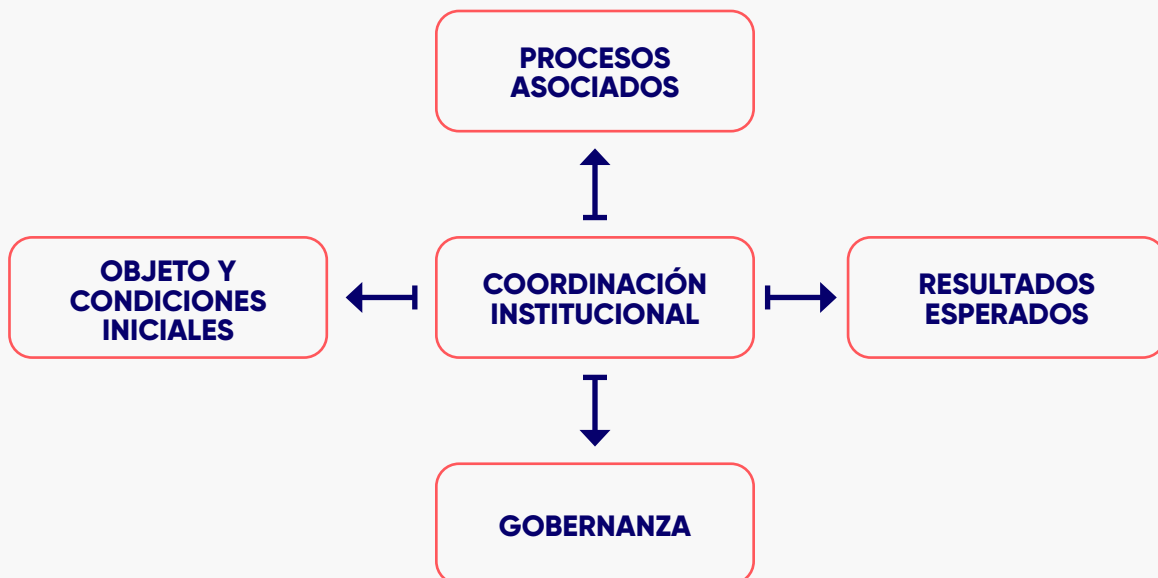 PROCESOS
ASOCIADOS
OBJETO Y
CONDICIONES
INICIALES
COORDINACIÓN
INSTITUCIONAL
RESULTADOS
ESPERADOS
GOBERNANZA